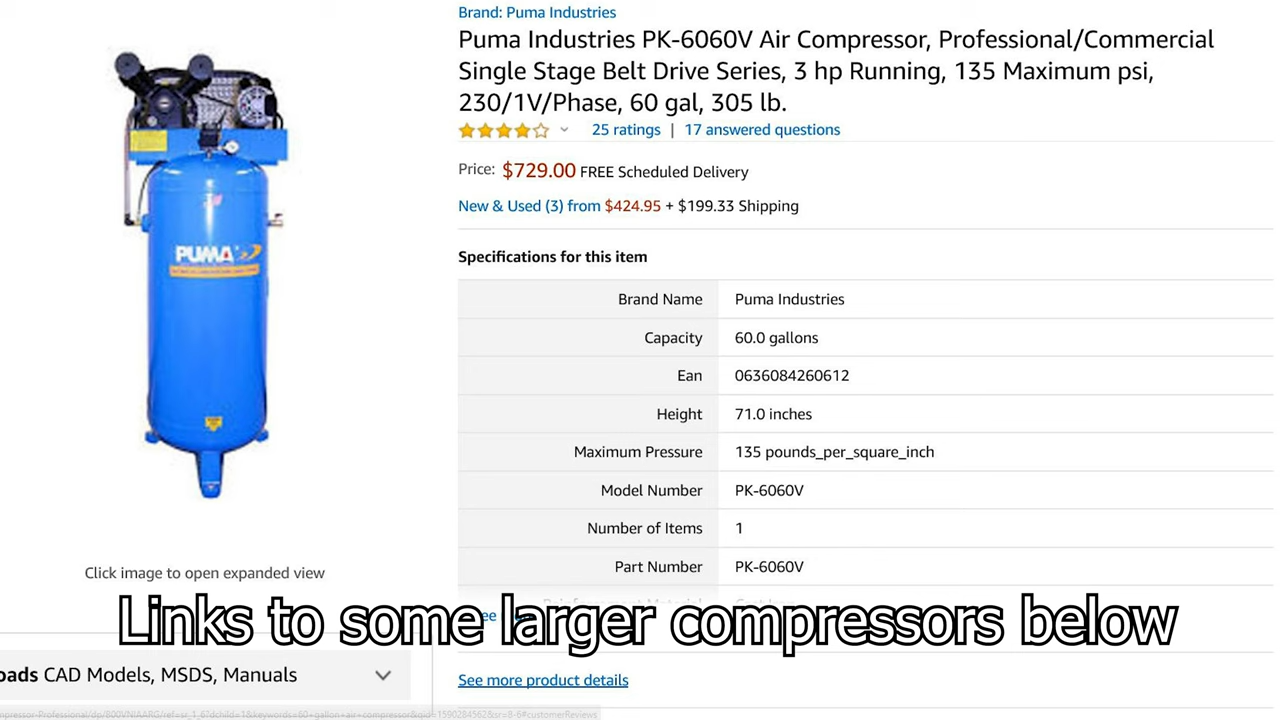 Brand: Puma Industries
Puma Industries PK-6060V Air Compressor, Professional/Commercial
Single Stage Belt Drive Series, 3 hp Running, 135 Maximum psi,
230/1V/Phase, 60 gal, 305 lb.
25 ratings | 17 answered questions
Price: $729.00 FREE Scheduled Delivery
New & Used (3) from $424.95 + $199.33 Shipping
Specifications for this item
Brand Name Puma Industries
Capacity 60.0 gallons
Ean 0636084260612
Height 71.0 inches
Maximum Pressure 135 pounds_per_square_inch
Model Number PK-6060V
Number of Items 1
Part Number PK-6060V
PUMA
Click image to open expanded view
Links to some larger compressors below
oads CAD Models, MSDS, Manuals
See more product details